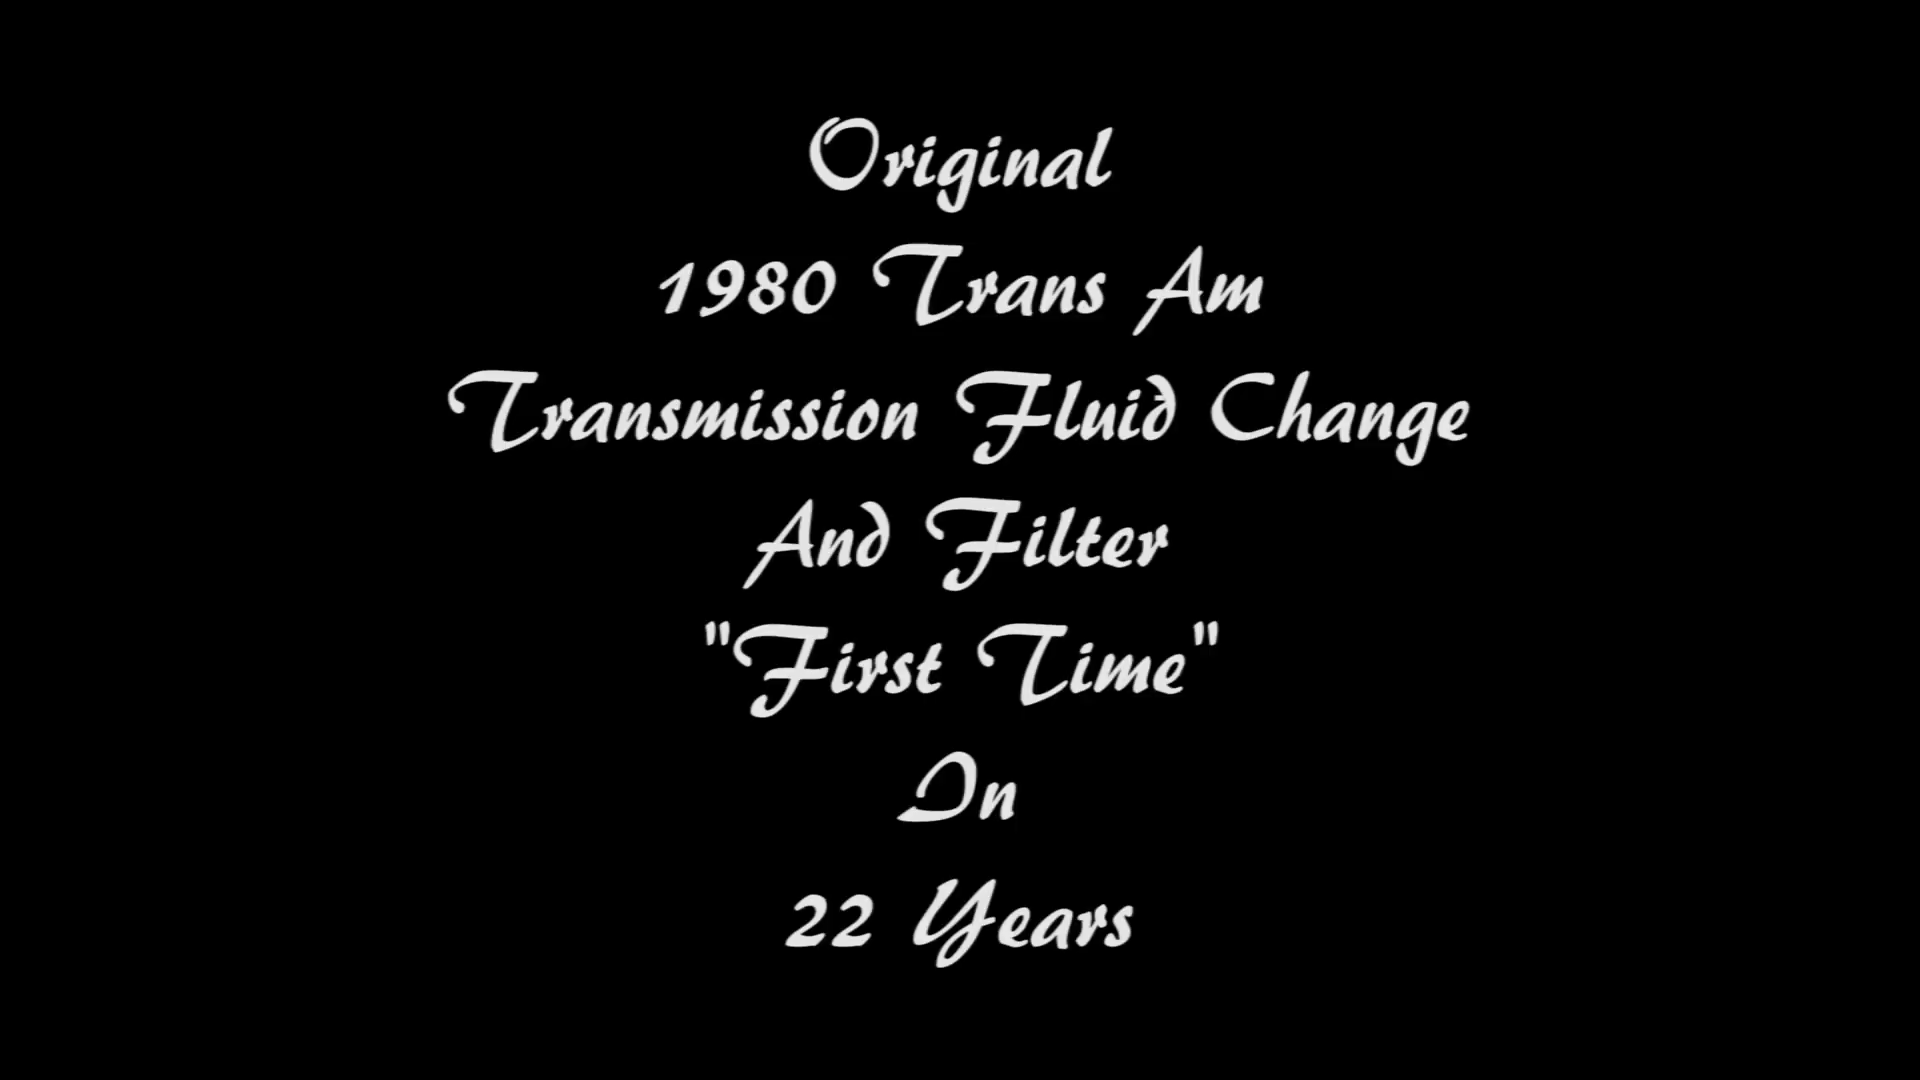 Original
1980 Trans Am
Transmission Fluid Change
And Filter
"First Time"
In
22 Years